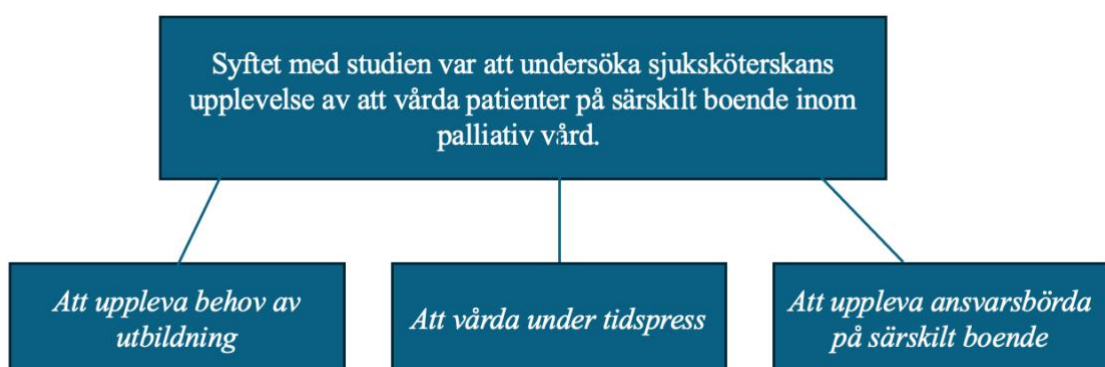 Syftet med studien var att undersöka sjuksköterskans
upplevelse av att vårda patienter på särskilt boende inom
palliativ vård.
Att uppleva behov av
utbildning
Att vårda under tidspress
Att uppleva ansvarsbörda
på särskilt boende